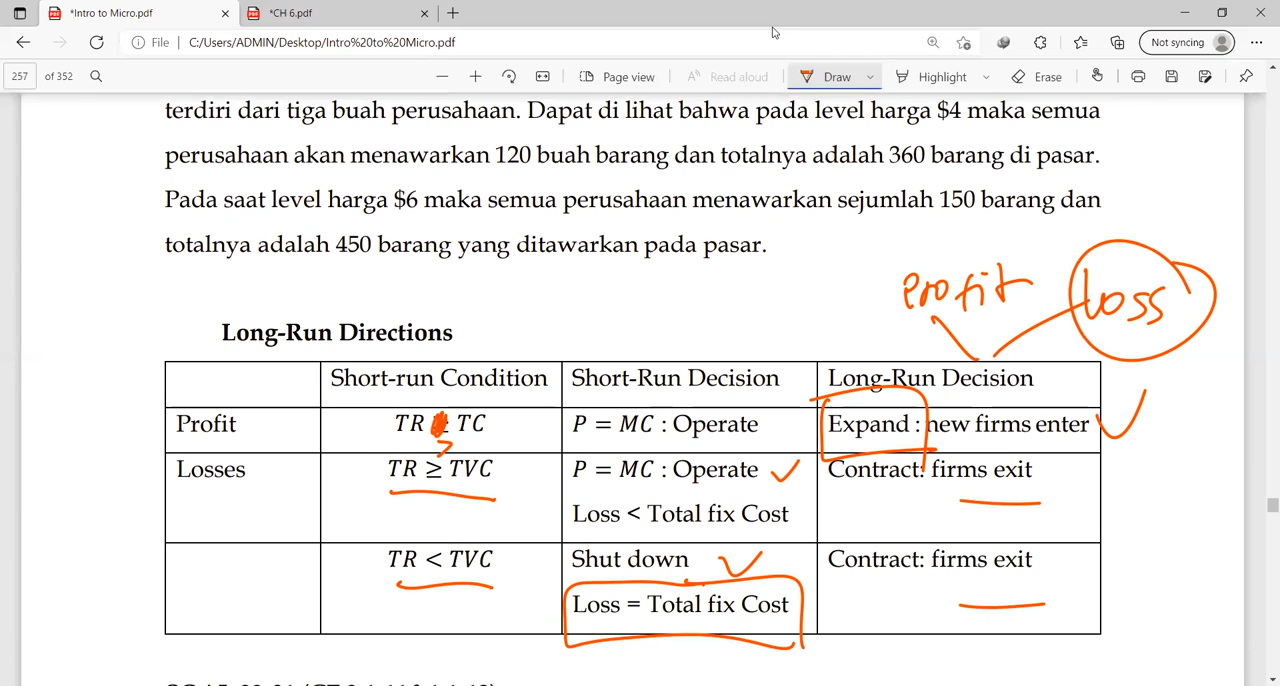 *Intro to Micro.pdf
*CH 6.pdf
File C:/Users/ADMIN/Desktop/Intro%20to%20Micro.pdf
Not syncing
257 of 352
Page view
Read aloud
Draw
Highlight
Erase
terdiri dari tiga buah perusahaan. Dapat di lihat bahwa pada level harga $4 maka semua
perusahaan akan menawarkan 120 buah barang dan totalnya adalah 360 barang di pasar.
Pada saat level harga $6 maka semua perusahaan menawarkan sejumlah 150 barang dan
totalnya adalah 450 barang yang ditawarkan pada pasar.
Profit
Loss
Long-Run Directions
Short-run Condition Short-Run Decision Long-Run Decision
Profit TR > TC P = MC : Operate Expand : new firms enter
Losses TR ≥ TVC P = MC : Operate Contract: firms exit
Loss < Total fix Cost
TR < TVC Shut down Contract: firms exit
Loss = Total fix Cost